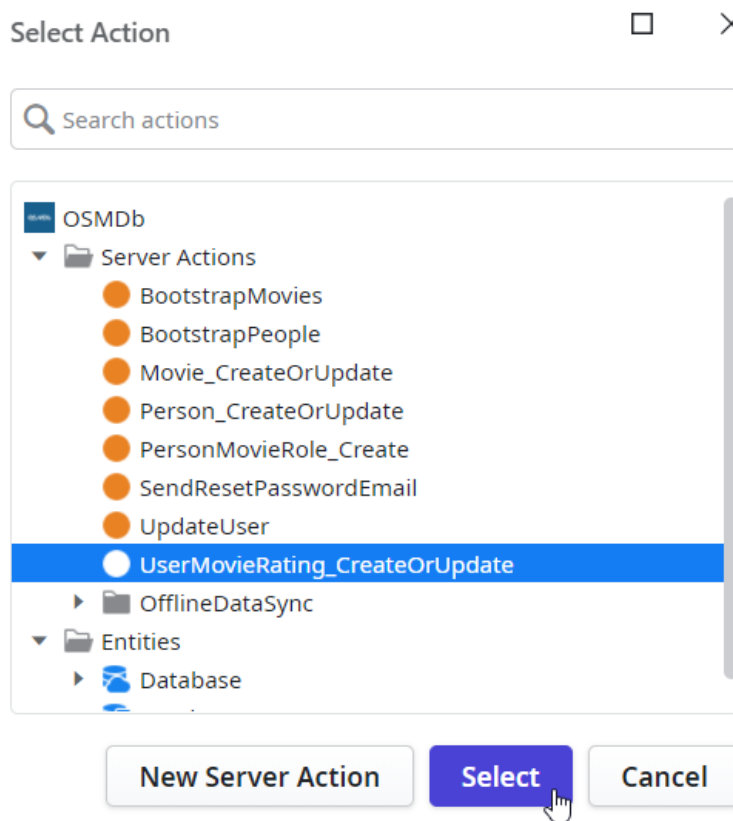 Select Action
Search actions
OSMDb
Server Actions
BootstrapMovies
BootstrapPeople
Movie_CreateOrUpdate
Person_CreateOrUpdate
PersonMovieRole_Create
SendResetPasswordEmail
UpdateUser
UserMovieRating_CreateOrUpdate
OfflineDataSync
Entities
Database
New Server Action Select Cancel